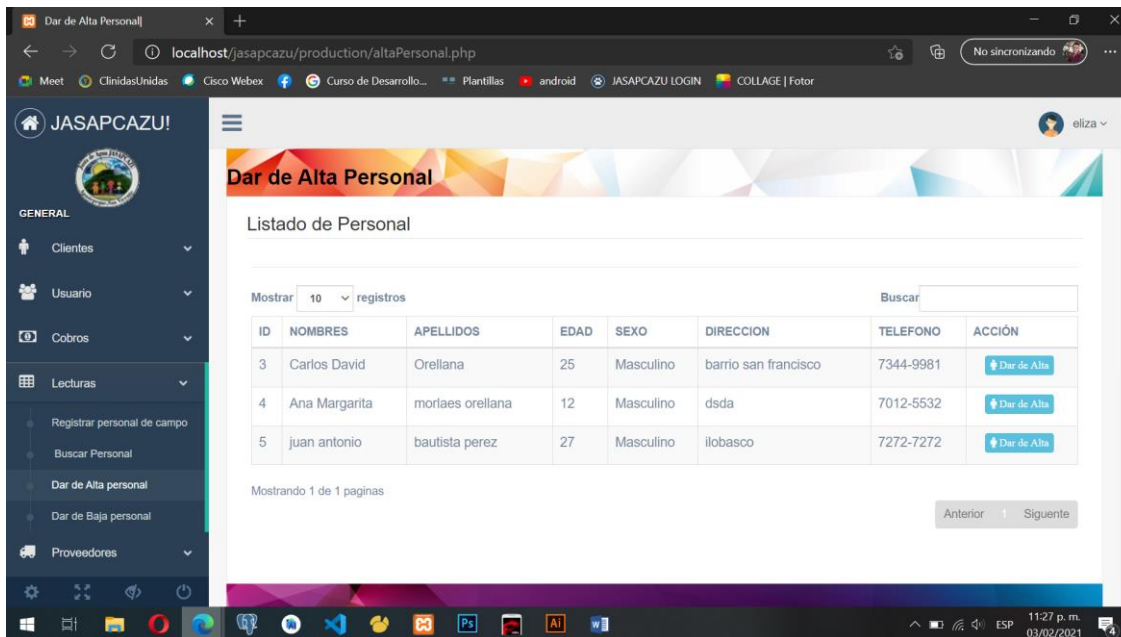 Dar de Alta Personal
localhost/jasapcazu/production/altaPersonal.php
No sincronizando
Meet ClinidasUnidas Cisco Webex Curso de Desarrollo... Plantillas android JASAPCAZU LOGIN COLLAGE | Fotor
JASAPCAZU!
eliza
Dar de Alta Personal
GENERAL
Clientes
Usuario
Cobros
Lecturas
Registrar personal de campo
Buscar Personal
Dar de Alta personal
Dar de Baja personal
Proveedores
Listado de Personal
Mostrar 10 registros
Buscar
ID NOMBRES APELLIDOS EDAD SEXO DIRECCION TELEFONO ACCIÓN
3 Carlos David Orellana 25 Masculino barrio san francisco 7344-9981 Dar de Alta
4 Ana Margarita morlaes orellana 12 Masculino dsda 7012-5532 Dar de Alta
5 juan antonio bautista perez 27 Masculino ilobasco 7272-7272 Dar de Alta
Mostrando 1 de 1 paginas
Anterior 1 Siguente
Ps Ai W
ESP
11:27 p. m.
03/02/2021
4